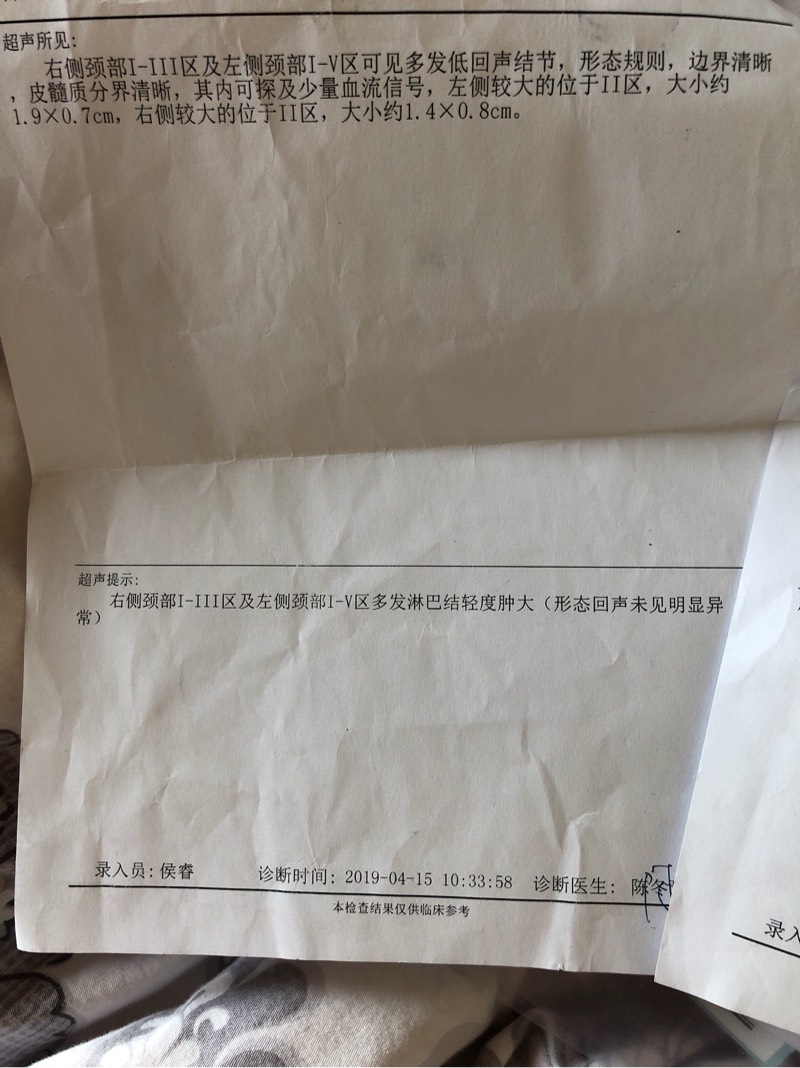 超声所见:
右侧颈部I-III区及左侧颈部I-V区可见多发低回声结节，形态规则，边界清晰
，皮髓质分界清晰，其内可探及少量血流信号，左侧较大的位于II区，大小约
1.9×0.7cm，右侧较大的位于II区，大小约1.4×0.8cm。
超声提示:
右侧颈部I-III区及左侧颈部I-V区多发淋巴结轻度肿大（形态回声未见明显异
常）
录入员: 侯睿 诊断时间: 2019-04-15 10:33:58 诊断医生: 陈
本检查结果仅供临床参考
录入